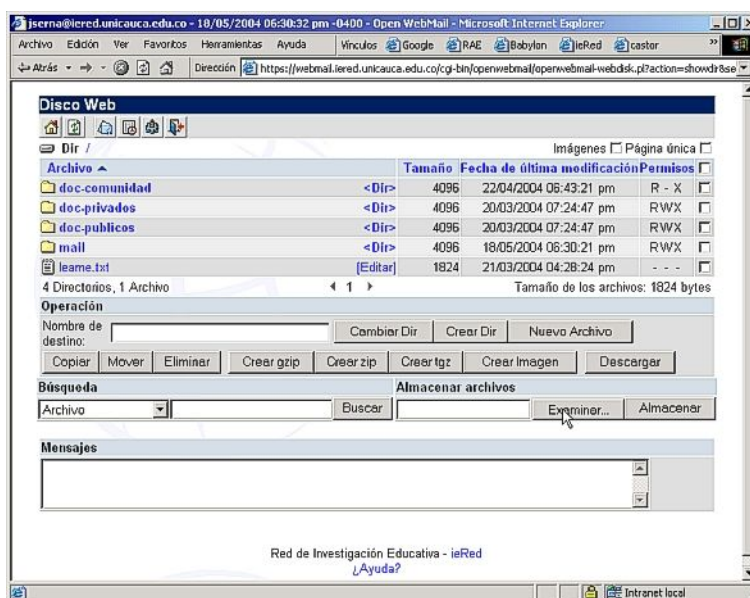 jserna@iered.unicauca.edu.co - 18/05/2004 06:30:32 pm -0400 - Open WebMail - Microsoft Internet Explorer
Archivo Edición Ver Favoritos Herramientas Ayuda Vínculos Google RAE Babylon ieRed castor »
Atrás Dirección https://webmail.iered.unicauca.edu.co/cgi-bin/openwebmail/openwebmail-webdisk.pl?action=showdir&se
Disco Web
Dir / Imágenes Página única
Archivo Tamaño Fecha de última modificación Permisos
doc-comunidad <Dir> 4096 22/04/2004 06:43:21 pm R - X
doc-privados <Dir> 4096 20/03/2004 07:24:47 pm RWX
doc-publicos <Dir> 4096 20/03/2004 07:24:47 pm RWX
mail <Dir> 4096 18/05/2004 06:30:21 pm RWX
leame.txt [Editar] 1824 21/03/2004 04:28:24 pm - - -
4 Directorios, 1 Archivo 1 Tamaño de los archivos: 1824 bytes
Operación
Nombre de destino: Cambiar Dir Crear Dir Nuevo Archivo
Copiar Mover Eliminar Crear gzip Crear zip Crear tgz Crear Imagen Descargar
Búsqueda Almacenar archivos
Archivo Buscar Examinar... Almacenar
Mensajes
Red de Investigación Educativa - ieRed
¿Ayuda?
Intranet local